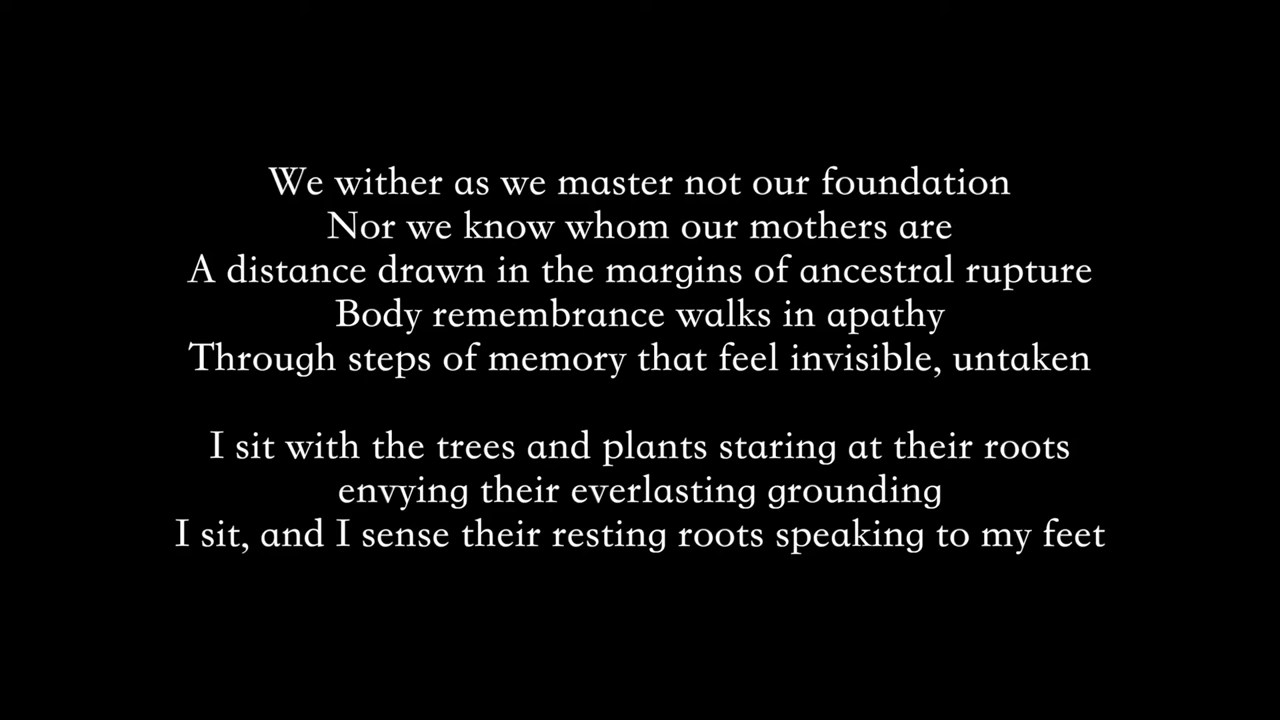 We wither as we master not our foundation
Nor we know whom our mothers are
A distance drawn in the margins of ancestral rupture
Body remembrance walks in apathy
Through steps of memory that feel invisible, untaken
I sit with the trees and plants staring at their roots
envying their everlasting grounding
I sit, and I sense their resting roots speaking to my feet